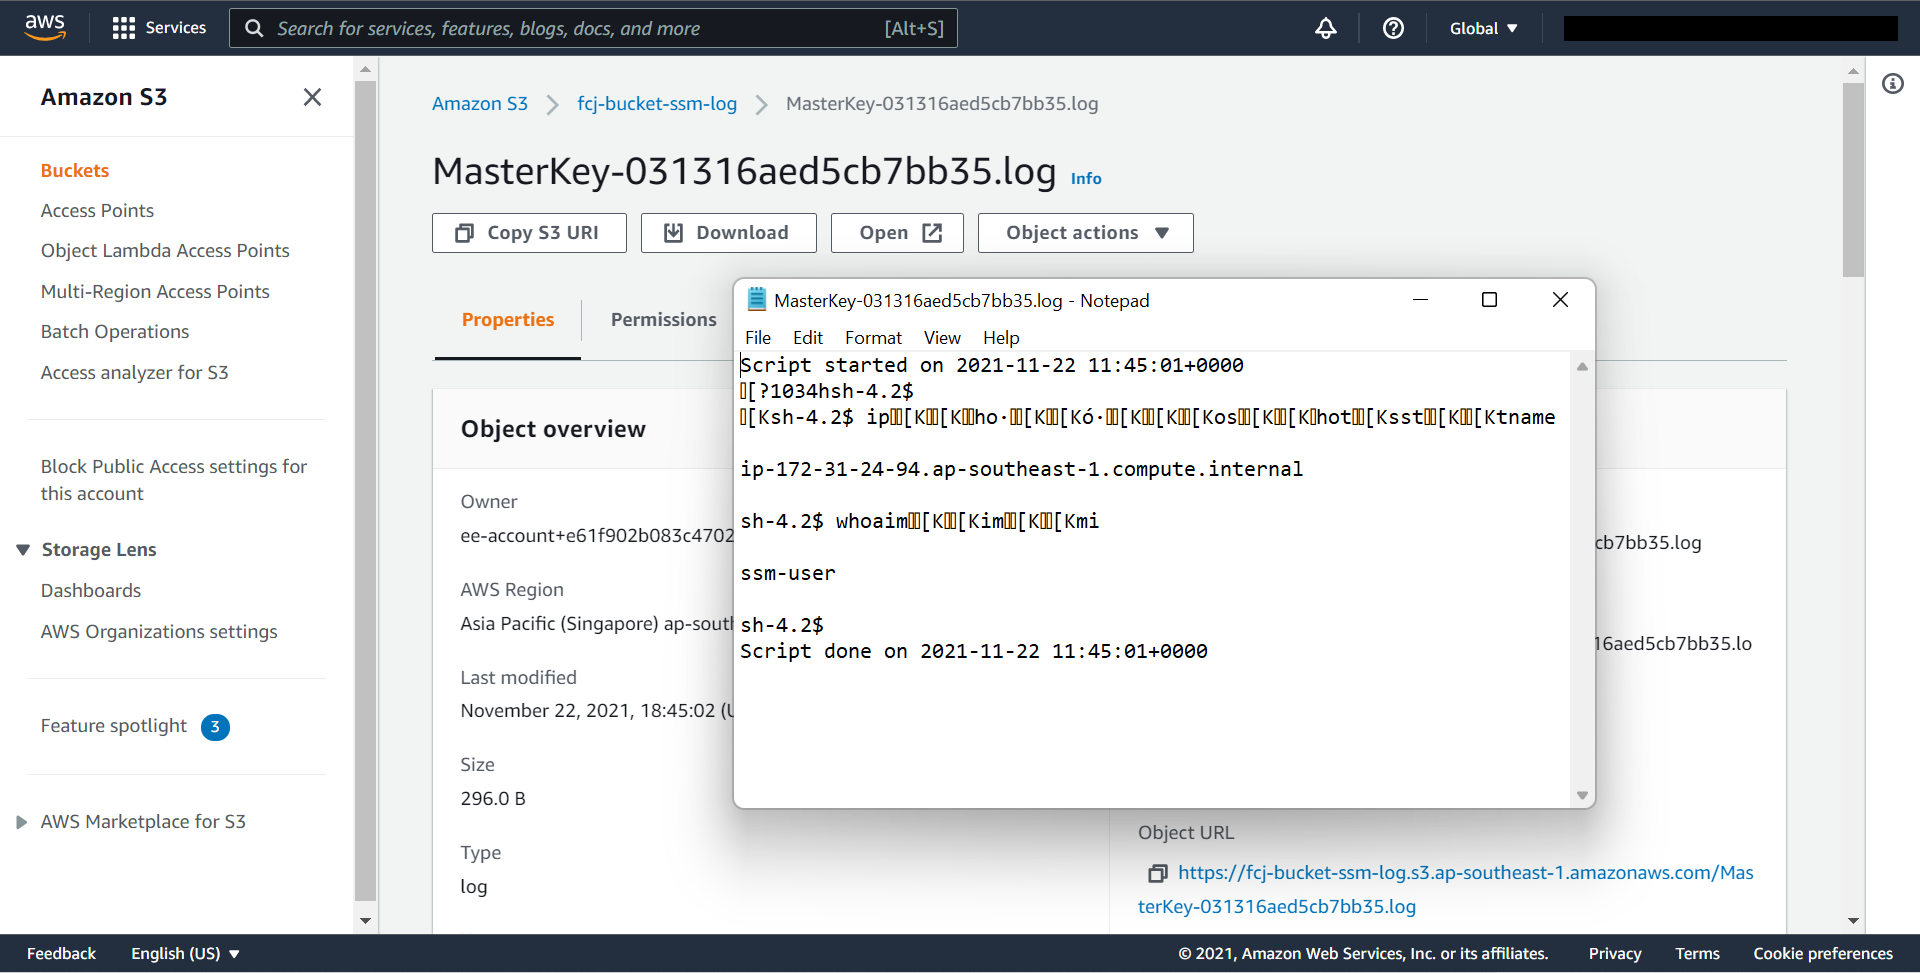 aws
Services
Search for services, features, blogs, docs, and more
[Alt+S]
Global
Amazon S3
Buckets
Access Points
Object Lambda Access Points
Multi-Region Access Points
Batch Operations
Access analyzer for S3
Block Public Access settings for
this account
Storage Lens
Dashboards
AWS Organizations settings
Feature spotlight 3
AWS Marketplace for S3
Amazon S3 > fcj-bucket-ssm-log > MasterKey-031316aed5cb7bb35.log
MasterKey-031316aed5cb7bb35.log Info
Copy S3 URI
Download
Open
Object actions
Properties
Permissions
Object overview
Owner
ee-account+e61f902b083c4702
AWS Region
Asia Pacific (Singapore) ap-south
Last modified
November 22, 2021, 18:45:02 (U
Size
296.0 B
Type
log
MasterKey-031316aed5cb7bb35.log - Notepad
File Edit Format View Help
Script started on 2021-11-22 11:45:01+0000
▯[?1034hsh-4.2$
▯[Ksh-4.2$ ip▯▯[K▯▯[K▯▯ho·▯▯[K▯▯[Kó·▯▯[K▯▯[K▯▯[Kos▯▯[K▯▯[K▯hot▯▯[Ksst▯▯[K▯▯[Ktname
ip-172-31-24-94.ap-southeast-1.compute.internal
sh-4.2$ whoaim▯▯[K▯▯[Kim▯▯[K▯▯[Kmi
ssm-user
sh-4.2$
Script done on 2021-11-22 11:45:01+0000
cb7bb35.log
16aed5cb7bb35.lo
Object URL
https://fcj-bucket-ssm-log.s3.ap-southeast-1.amazonaws.com/Mas
terKey-031316aed5cb7bb35.log
Feedback
English (US)
© 2021, Amazon Web Services, Inc. or its affiliates.
Privacy
Terms
Cookie preferences